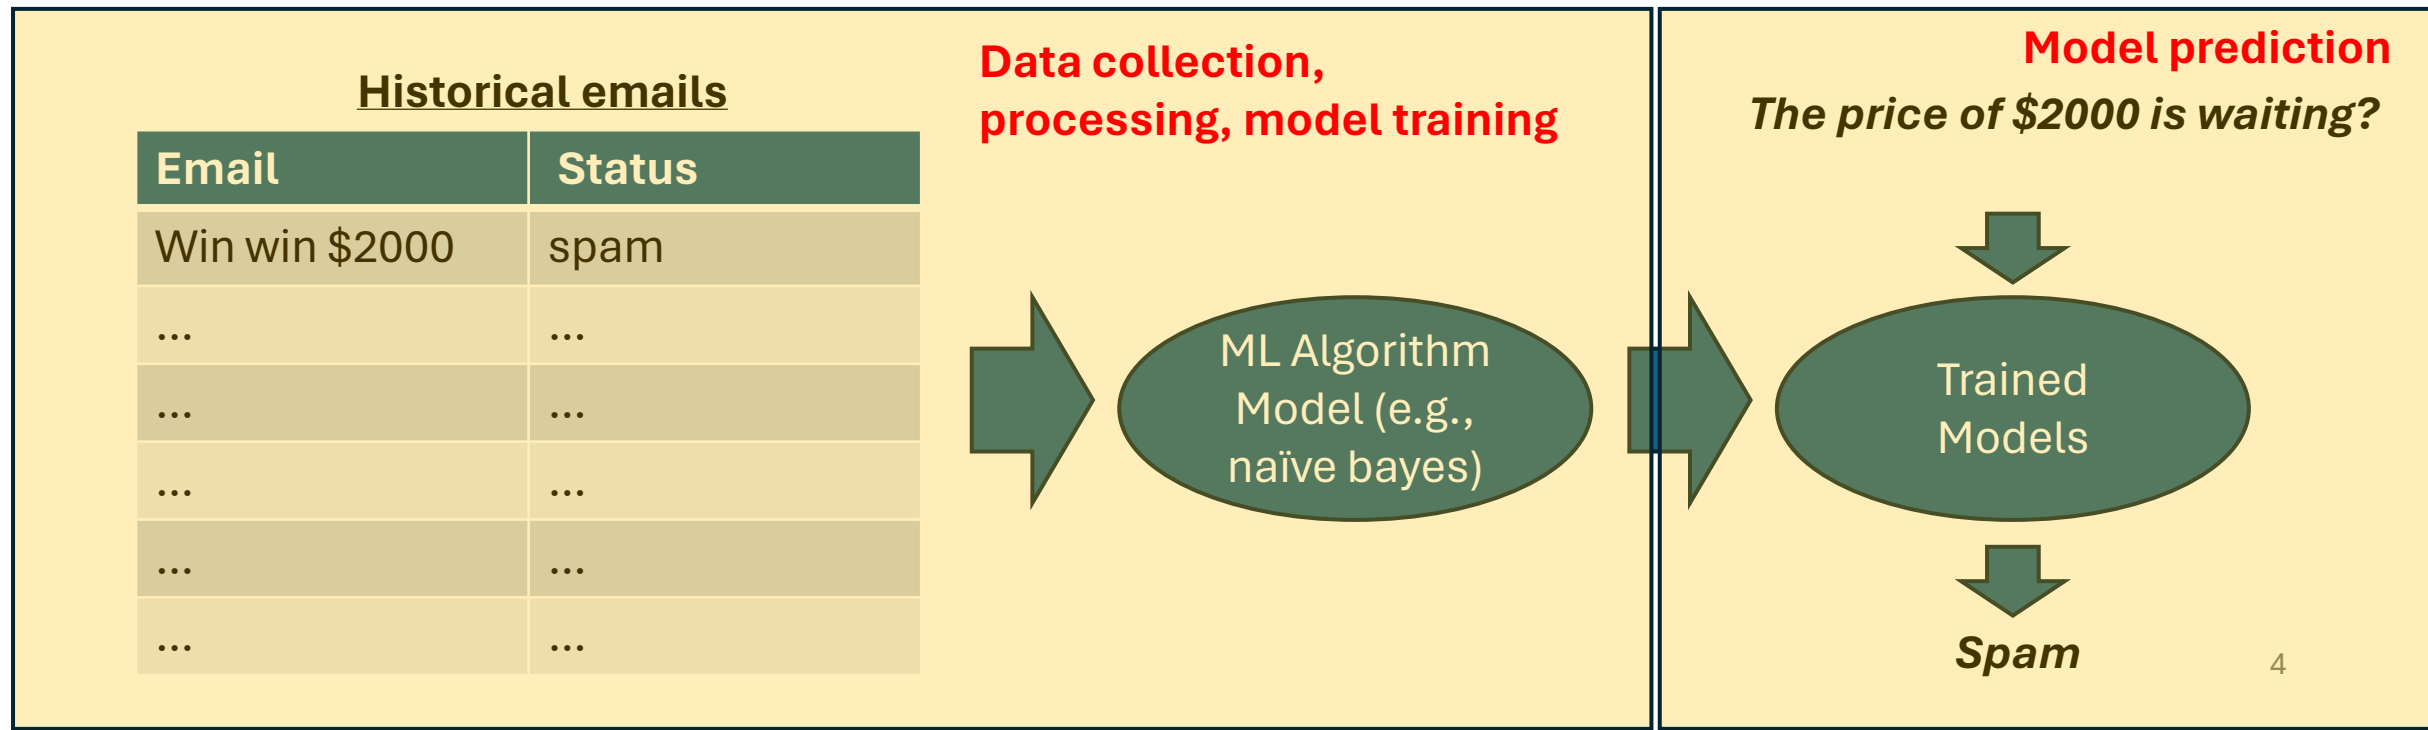 Historical emails
Email Status
Win win $2000 spam
... ...
... ...
... ...
... ...
... ...
Data collection,
processing, model training
ML Algorithm
Model (e.g.,
naïve bayes)
Model prediction
The price of $2000 is waiting?
Trained
Models
Spam
4